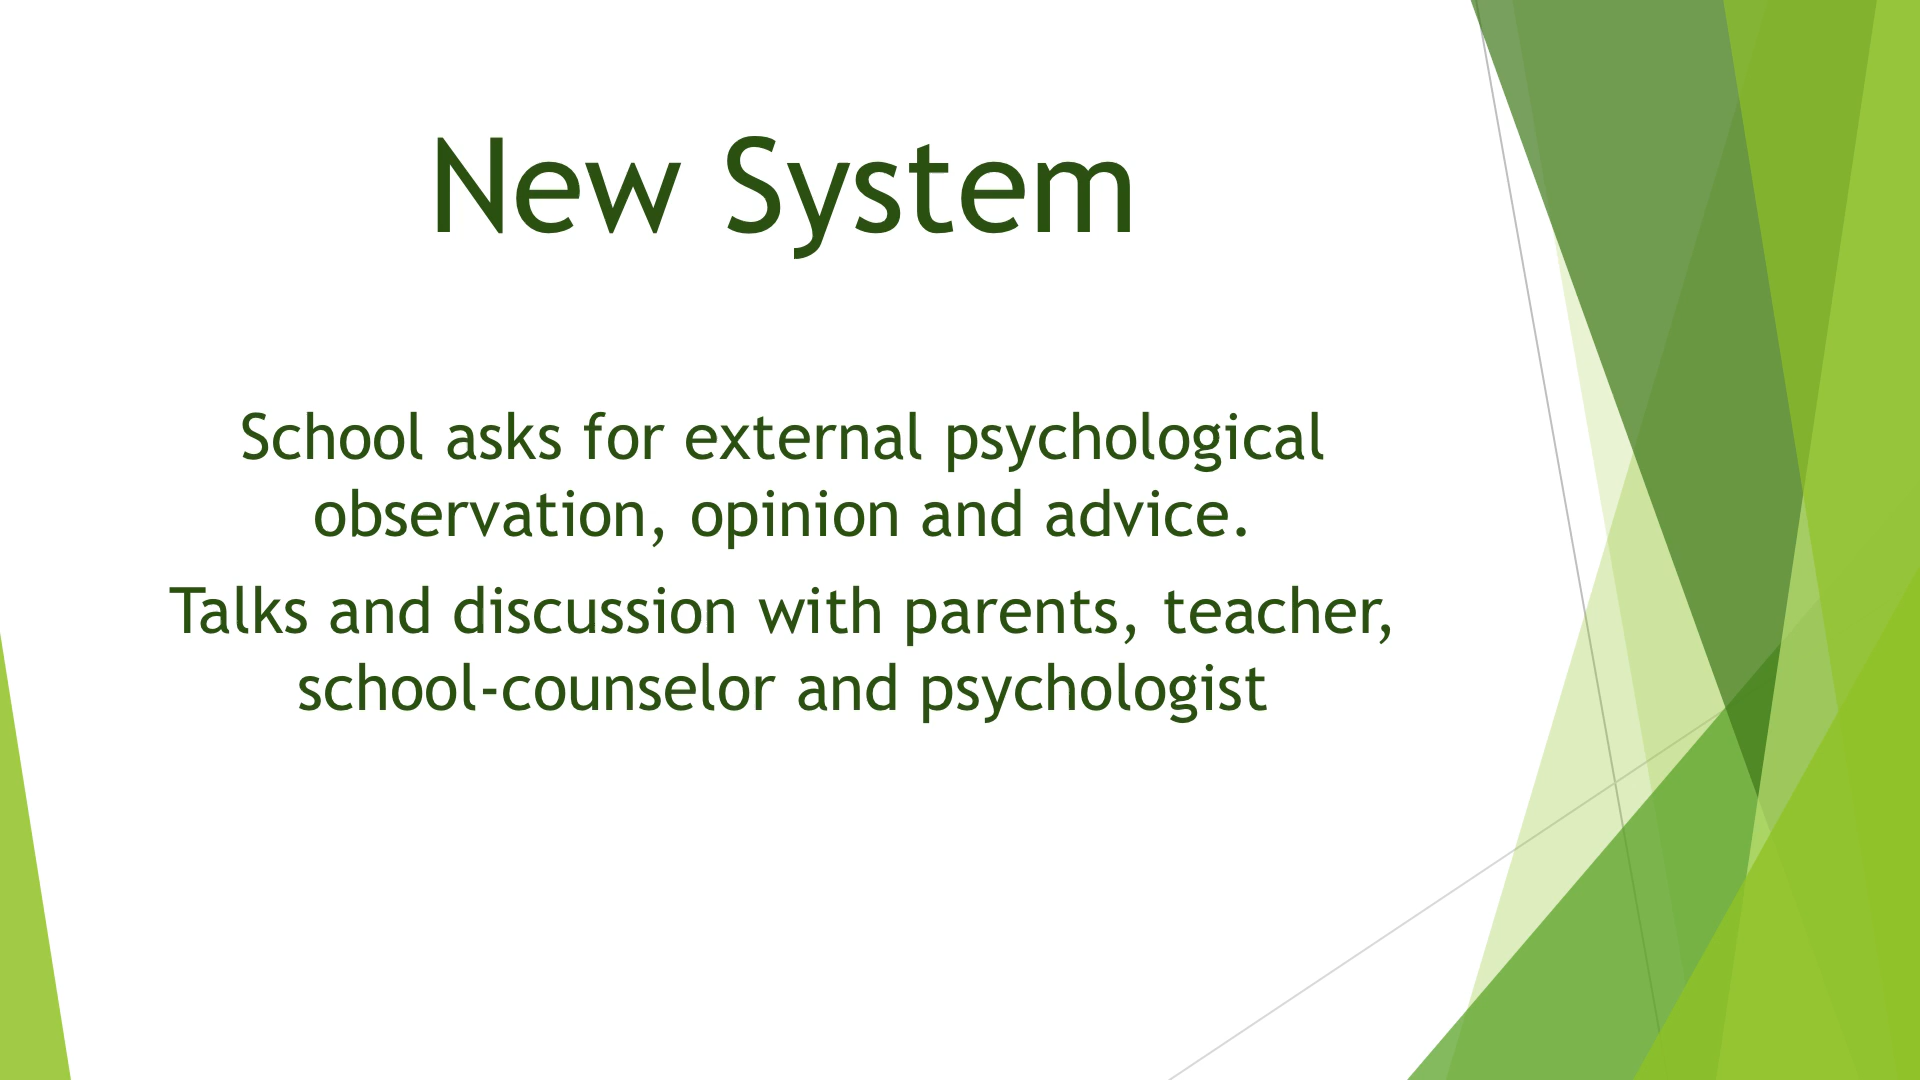 New System
School asks for external psychological
observation, opinion and advice.
Talks and discussion with parents, teacher,
school-counselor and psychologist